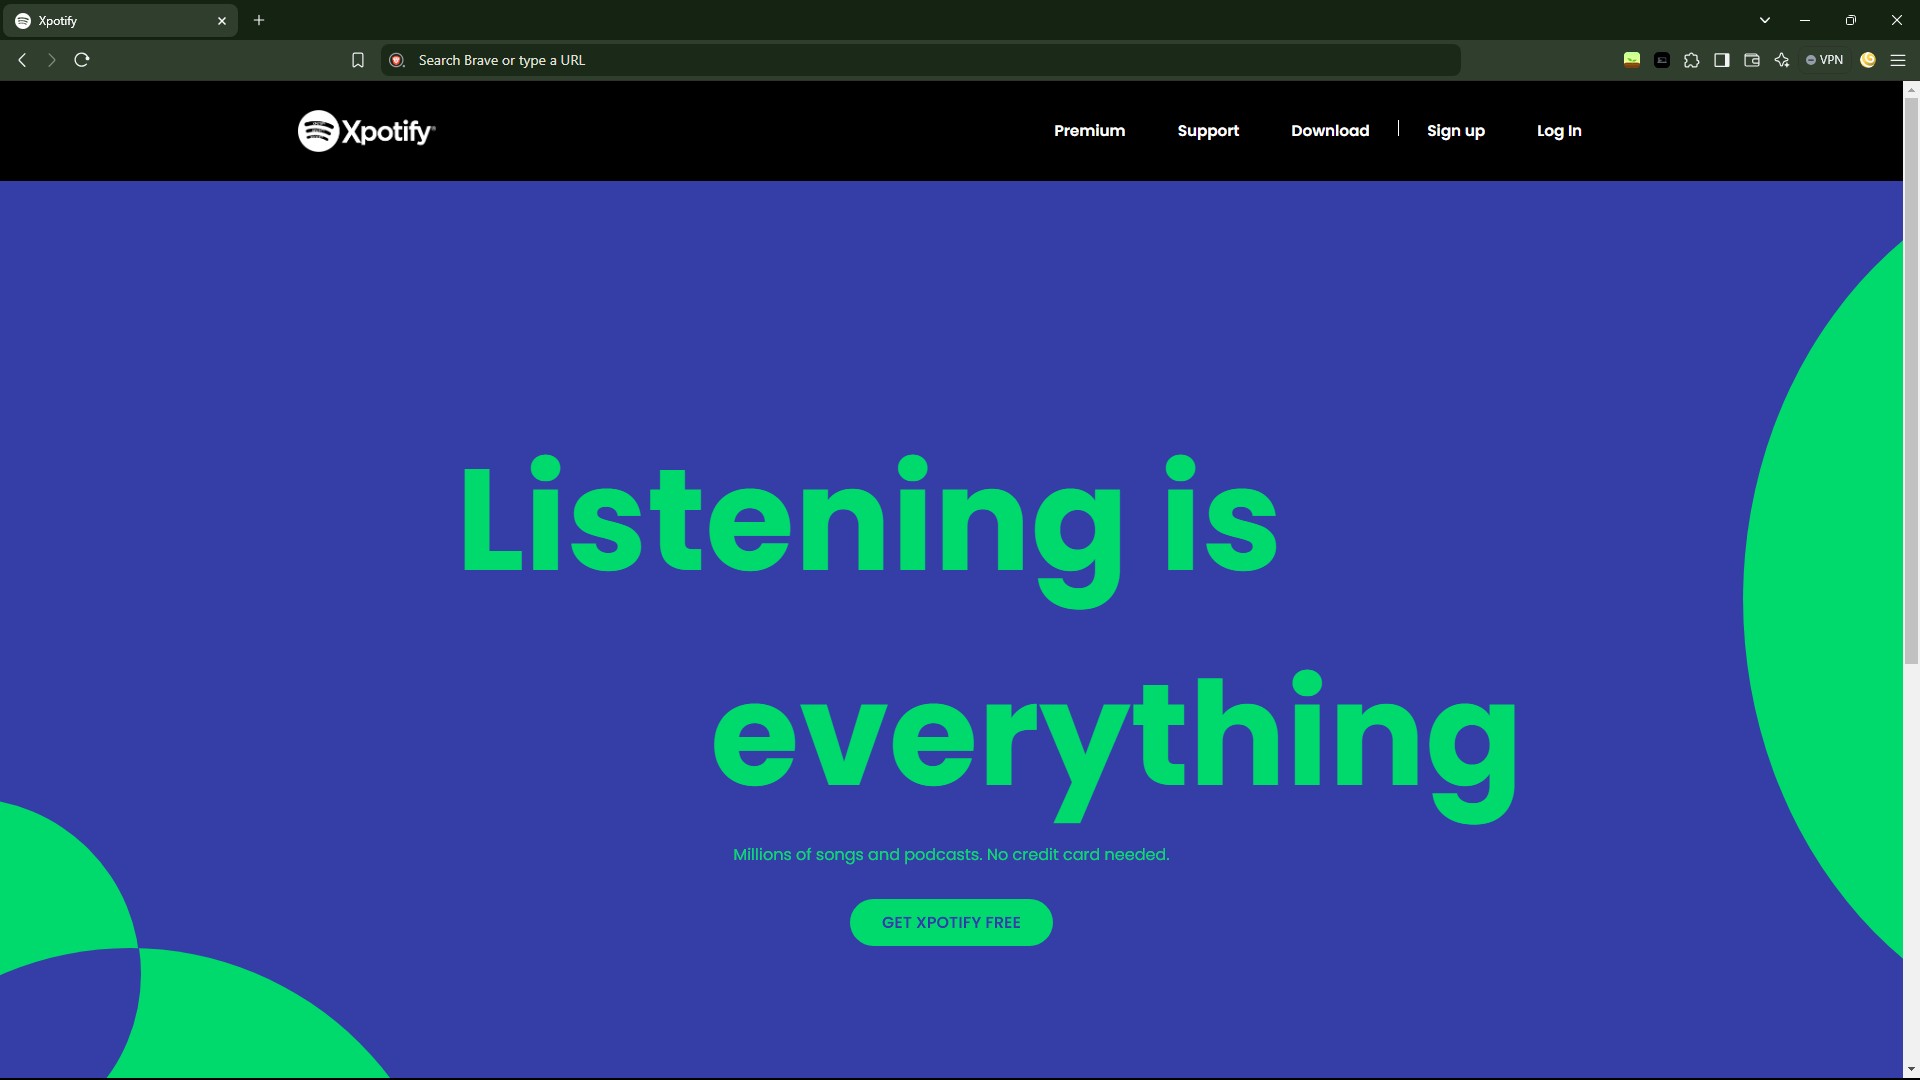 Xpotify
Search Brave or type a URL
VPN
Xpotify
Premium
Support
Download
Sign up
Log In
Listening is
everything
Millions of songs and podcasts. No credit card needed.
GET XPOTIFY FREE